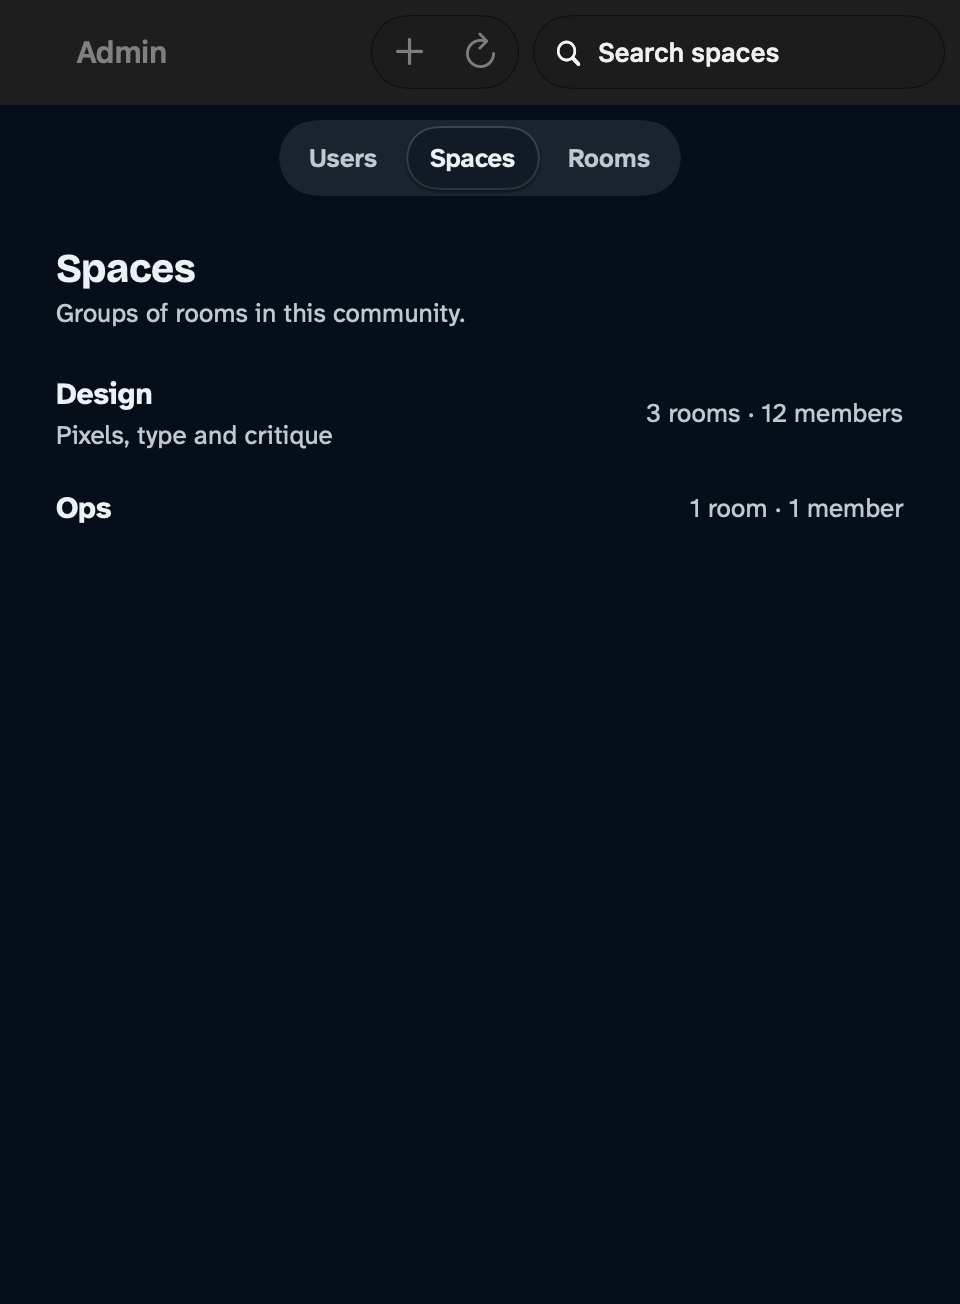 Admin
Search spaces
Users
Spaces
Rooms
Spaces
Groups of rooms in this community.
Design
Pixels, type and critique
3 rooms · 12 members
Ops
1 room · 1 member